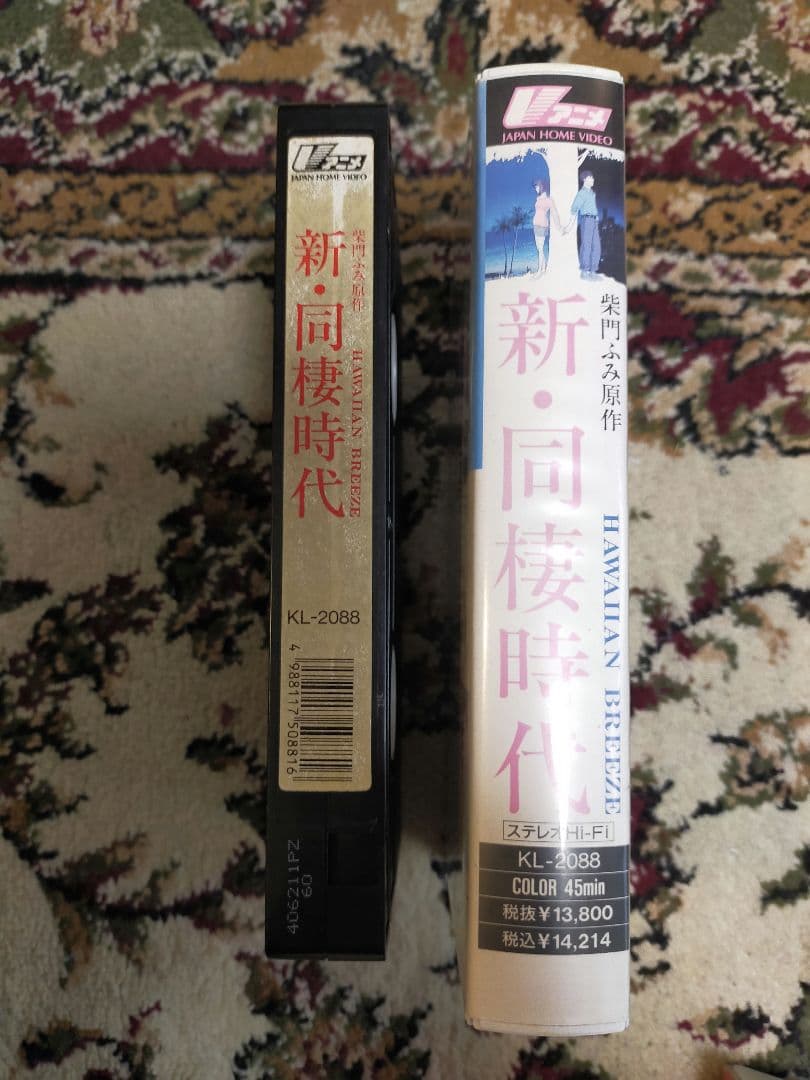 Vアニメ
JAPAN HOME VIDEO
柴門ふみ原作
新・同棲時代
HAWAIIAN BREEZE
KL-2088
4 988117 508816
406211PZ
60
Vアニメ
JAPAN HOME VIDEO
柴門ふみ原作
新・同棲時代
HAWAIIAN BREEZE
ステレオHi-Fi
KL-2088
COLOR 45min
税抜¥13,800
税込¥14,214